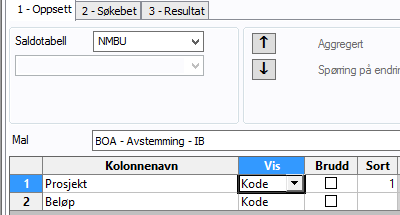 1 - Oppsett 2 - Søkebet 3 - Resultat
Saldotabell NMBU Aggregert
Spørring på endrin
Mal BOA - Avstemming - IB
Kolonnenavn Vis Brudd Sort
1 Prosjekt Kode 1
2 Beløp Kode